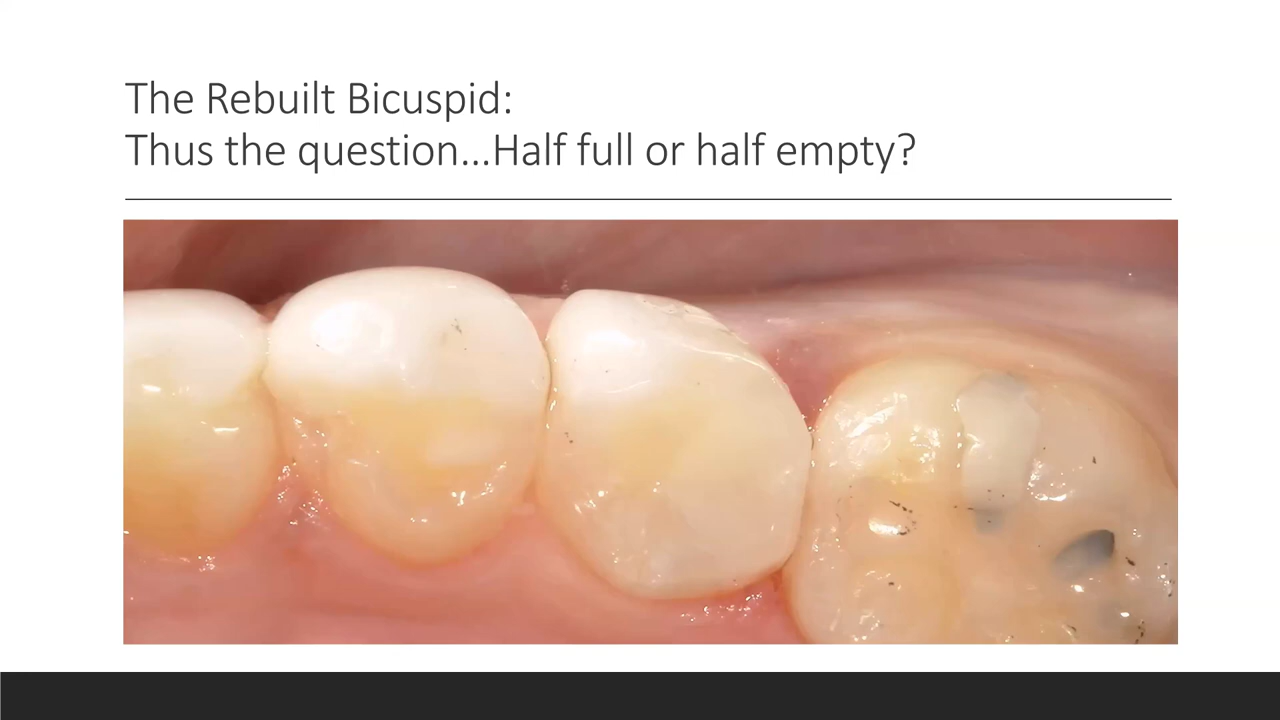 The Rebuilt Bicuspid:
Thus the question...Half full or half empty?